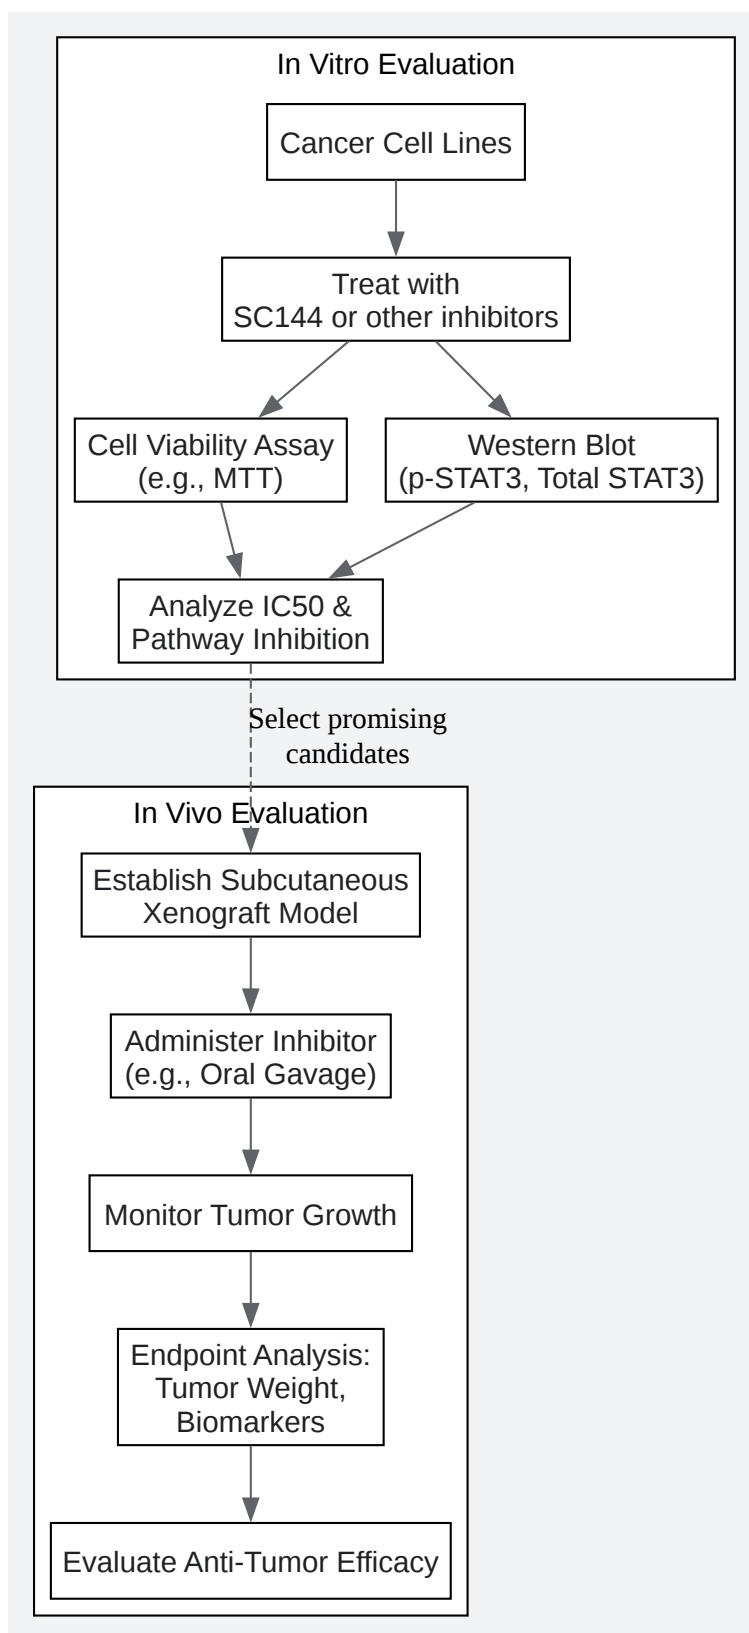 In Vitro Evaluation
Cancer Cell Lines
Treat with
SC144 or other inhibitors
Cell Viability Assay
(e.g., MTT)
Western Blot
(p-STAT3, Total STAT3)
Analyze IC50 &
Pathway Inhibition
Select promising
candidates
In Vivo Evaluation
Establish Subcutaneous
Xenograft Model
Administer Inhibitor
(e.g., Oral Gavage)
Monitor Tumor Growth
Endpoint Analysis:
Tumor Weight,
Biomarkers
Evaluate Anti-Tumor Efficacy